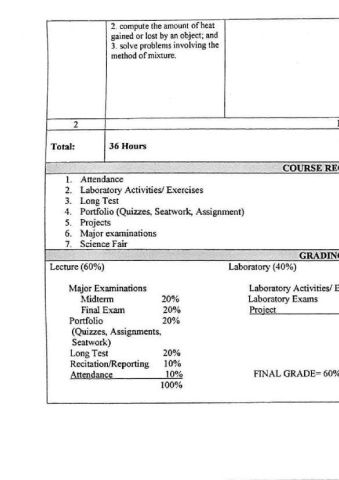 2. compute the amount of heat
gained or lost by an object; and
3. solve problems involving the
method of mixture.
2
Total: 36 Hours
COURSE RE
1. Attendance
2. Laboratory Activities/ Exercises
3. Long Test
4. Portfolio (Quizzes, Seatwork, Assignment)
5. Projects
6. Major examinations
7. Science Fair
GRADING
Lecture (60%) Laboratory (40%)
Major Examinations Laboratory Activities/ E
Midterm 20% Laboratory Exams
Final Exam 20% Project
Portfolio 20%
(Quizzes, Assignments,
Seatwork)
Long Test 20%
Recitation/Reporting 10%
Attendance 10% FINAL GRADE= 60%
100%